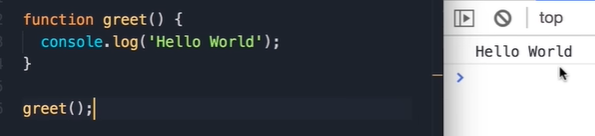 function greet() {
  console.log('Hello World');
}
greet();
top
Hello World
>